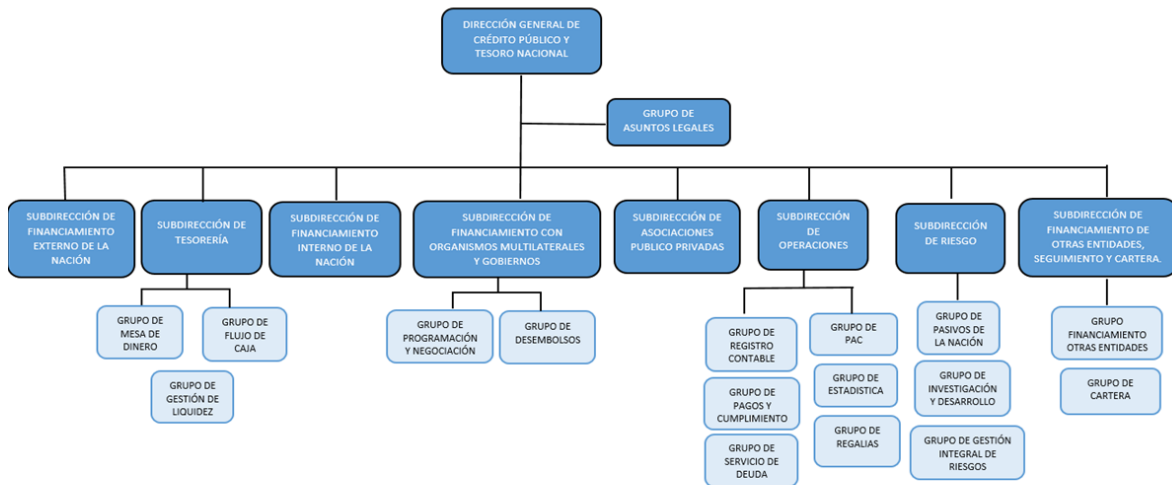 DIRECCIÓN GENERAL DE
CRÉDITO PÚBLICO Y
TESORO NACIONAL
GRUPO DE
ASUNTOS LEGALES
SUBDIRECCIÓN DE
FINANCIAMIENTO
EXTERNO DE LA
NACIÓN
SUBDIRECCIÓN DE
TESORERÍA
SUBDIRECCIÓN DE
FINANCIAMIENTO
INTERNO DE LA
NACIÓN
SUBDIRECCIÓN DE
FINANCIAMIENTO CON
ORGANISMOS MULTILATERALES
Y GOBIERNOS
SUBDIRECCIÓN DE
ASOCIACIONES
PUBLICO PRIVADAS
SUBDIRECCIÓN
DE
OPERACIONES
SUBDIRECCIÓN
DE RIESGO
SUBDIRECCIÓN DE
FINANCIAMIENTO DE
OTRAS ENTIDADES,
SEGUIMIENTO Y CARTERA.
GRUPO DE
MESA DE
DINERO
GRUPO DE
FLUJO DE
CAJA
GRUPO DE
GESTIÓN DE
LIQUIDEZ
GRUPO DE
PROGRAMACIÓN
Y NEGOCIACIÓN
GRUPO DE
DESEMBOLSOS
GRUPO DE
REGISTRO
CONTABLE
GRUPO DE
PAGOS Y
CUMPLIMIENTO
GRUPO DE
SERVICIO DE
DEUDA
GRUPO DE
PAC
GRUPO DE
ESTADISTICA
GRUPO DE
REGALIAS
GRUPO DE
PASIVOS DE
LA NACIÓN
GRUPO DE
INVESTIGACIÓN
Y DESARROLLO
GRUPO DE GESTIÓN
INTEGRAL DE
RIESGOS
GRUPO
FINANCIAMIENTO
OTRAS ENTIDADES
GRUPO DE
CARTERA